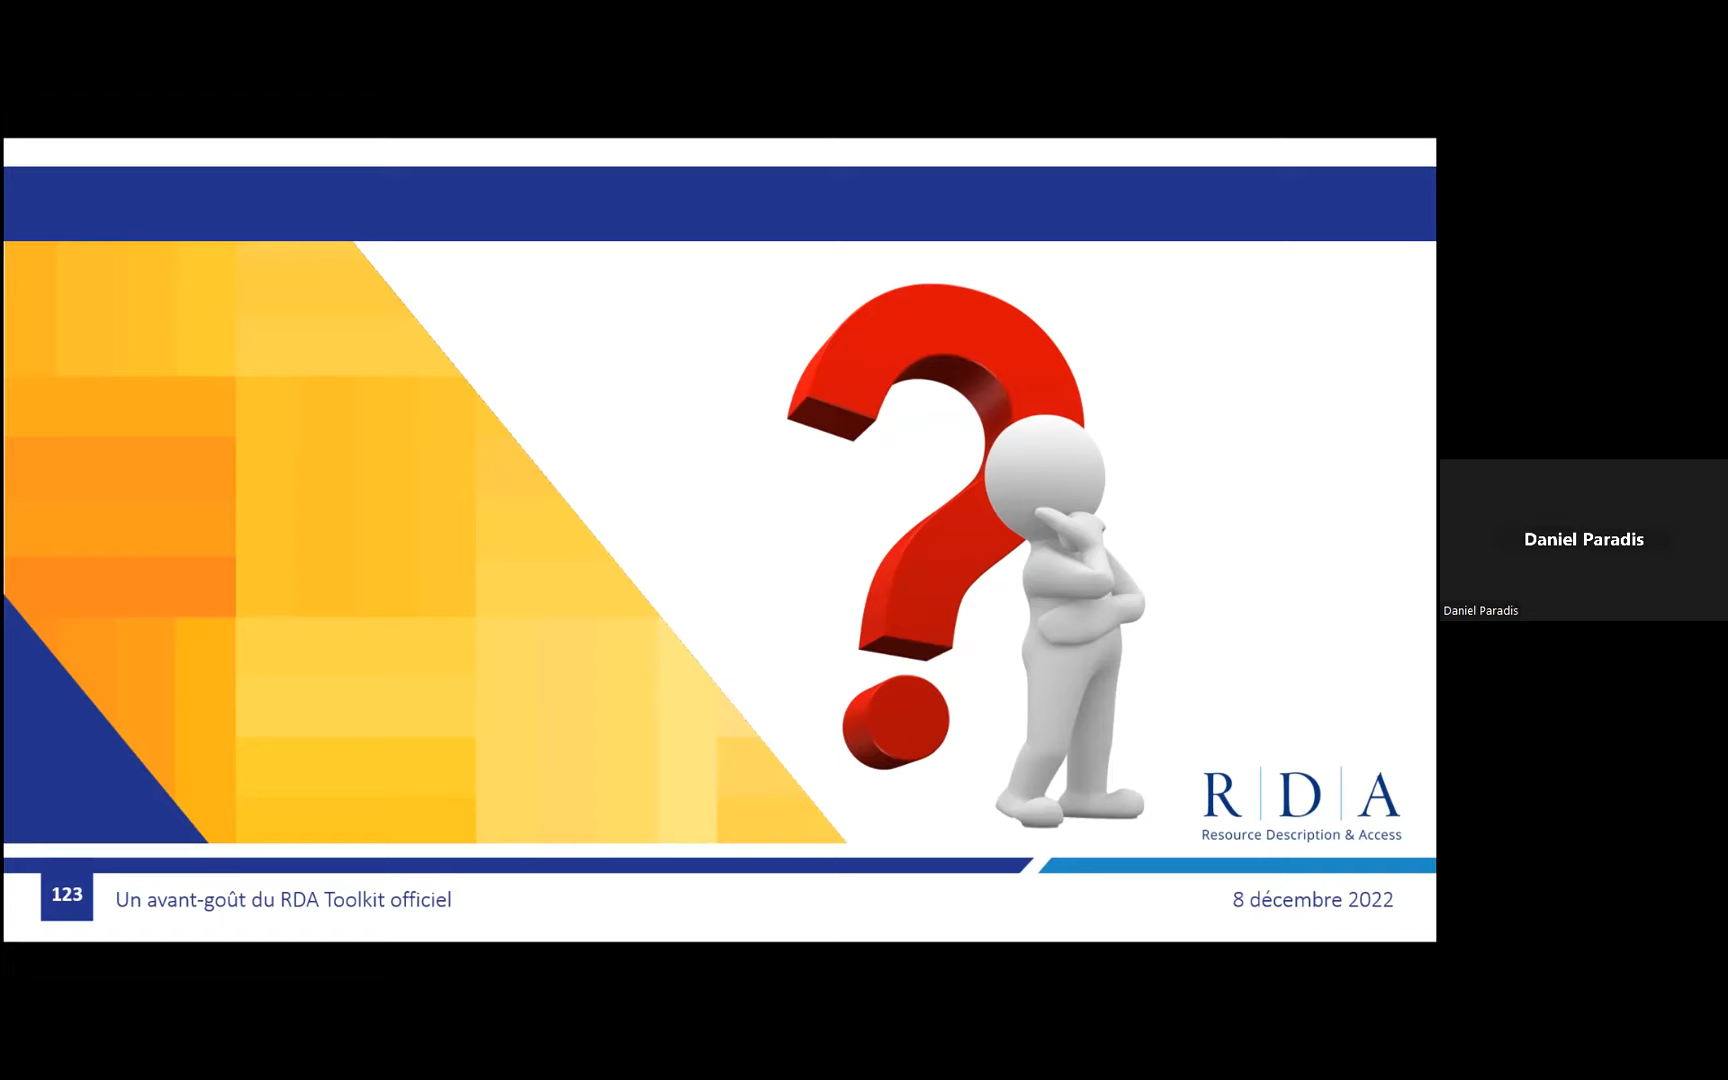 Daniel Paradis
Daniel Paradis
R D A
Resource Description & Access
123
Un avant-goût du RDA Toolkit officiel
8 décembre 2022